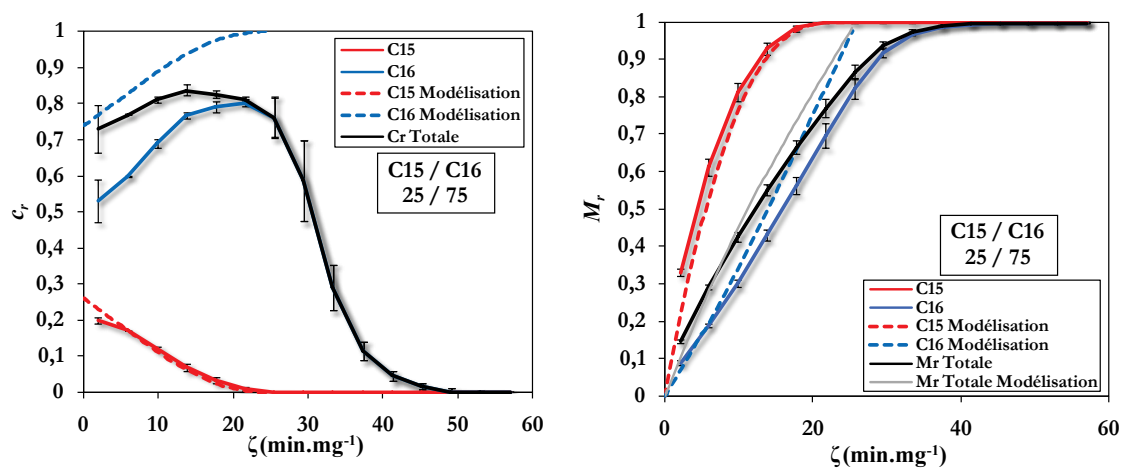 1
0,9
0,8
0,7
0,6
0,5
0,4
0,3
0,2
0,1
0
c_r
0 10 20 30 40 50 60
ζ(min.mg⁻¹)
C15
C16
C15 Modélisation
C16 Modélisation
Cr Totale
C15 / C16
25 / 75
1
0,9
0,8
0,7
0,6
0,5
0,4
0,3
0,2
0,1
0
M_r
0 20 40 60
ζ(min.mg⁻¹)
C15 / C16
25 / 75
C15
C16
C15 Modélisation
C16 Modélisation
Mr Totale
Mr Totale Modélisation